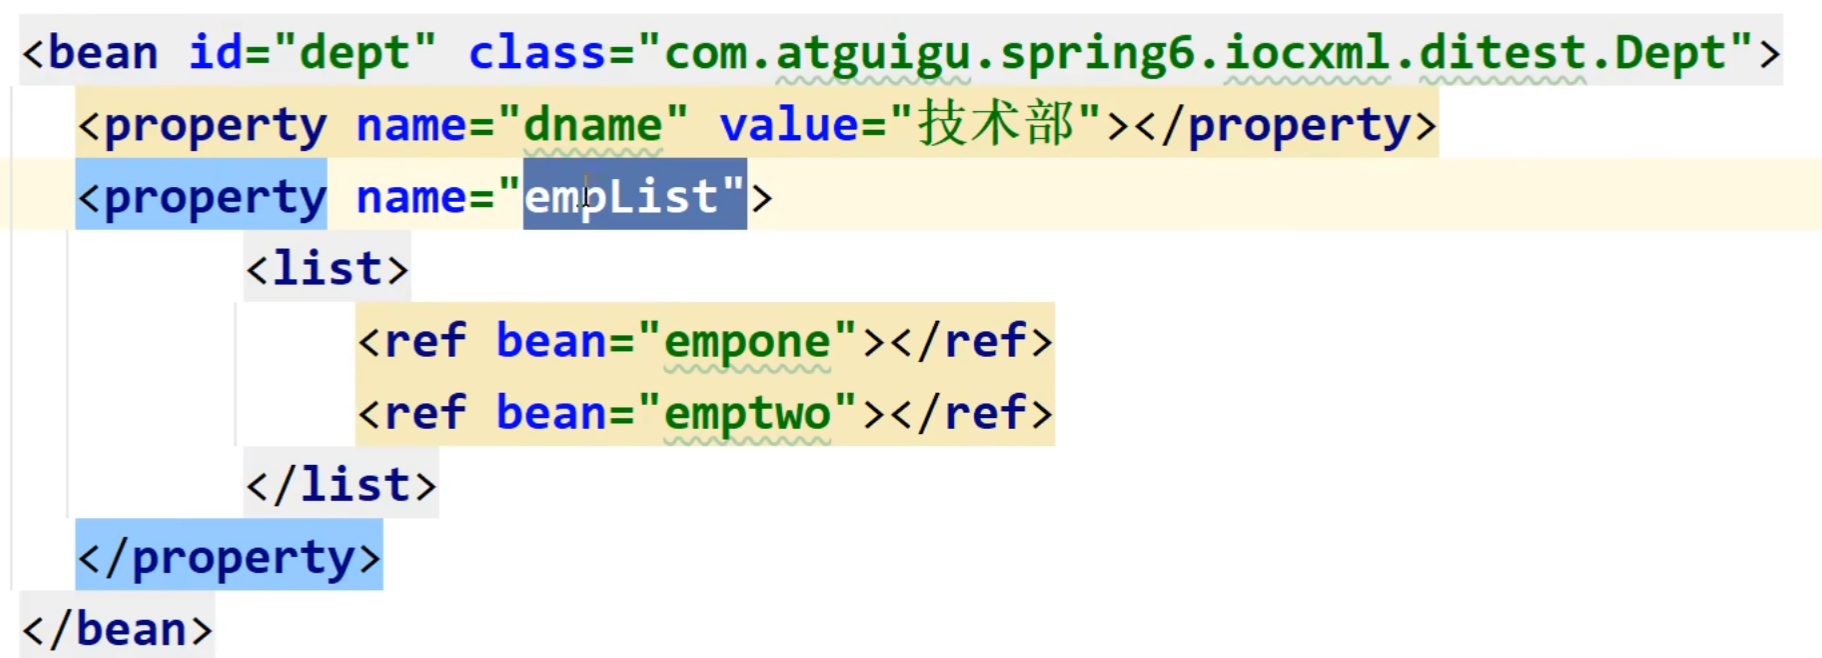 <bean id="dept" class="com.atguigu.spring6.iocxml.ditest.Dept">
<property name="dname" value="技术部"></property>
<property name="empList">
<list>
<ref bean="empone"></ref>
<ref bean="emptwo"></ref>
</list>
</property>
</bean>